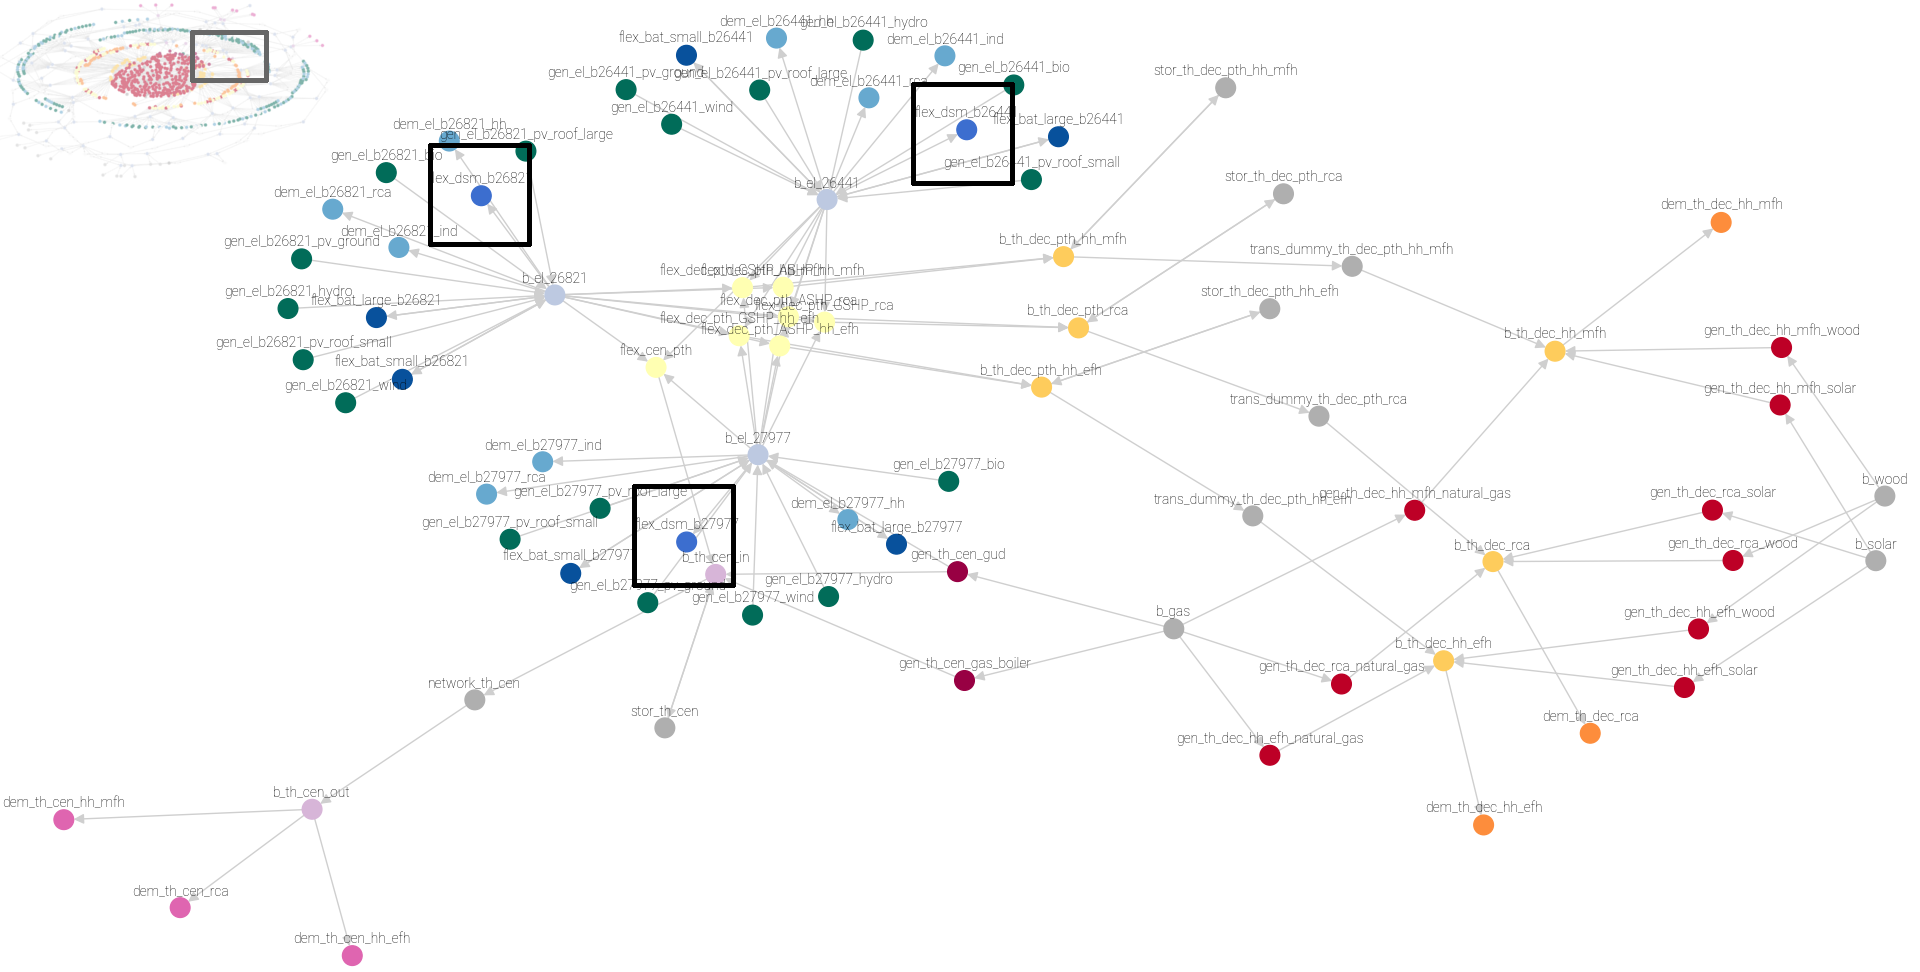 dem_el_b26441_hh
gen_el_b26441_hydro
flex_bat_small_b26441
dem_el_b26441_ind
gen_el_b26441_pv_ground
gen_el_b26441_pv_roof_large
gen_el_b26441_bio
dem_el_b26441_rca
stor_th_dec_pth_hh_mfh
gen_el_b26441_wind
flex_dsm_b26441
flex_bat_large_b26441
dem_el_b26821_hh
gen_el_b26821_pv_roof_large
gen_el_b26821_bio
gen_el_b26441_pv_roof_small
flex_dsm_b26821
b_el_26441
stor_th_dec_pth_rca
dem_el_b26821_rca
dem_th_dec_hh_mfh
dem_el_b26821_ind
gen_el_b26821_pv_ground
b_th_dec_pth_hh_mfh
trans_dummy_th_dec_pth_hh_mfh
flex_dec_pth_GSHP_hh_mfh
flex_dec_pth_ASHP_hh_mfh
b_el_26821
gen_el_b26821_hydro
flex_bat_large_b26821
flex_dec_pth_ASHP_rca
flex_dec_pth_GSHP_rca
stor_th_dec_pth_hh_efh
b_th_dec_pth_rca
flex_dec_pth_GSHP_hh_efh
flex_dec_pth_ASHP_hh_efh
b_th_dec_hh_mfh
gen_th_dec_hh_mfh_wood
gen_el_b26821_pv_roof_small
flex_bat_small_b26821
flex_cen_pth
b_th_dec_pth_hh_efh
gen_el_b26821_wind
gen_th_dec_hh_mfh_solar
trans_dummy_th_dec_pth_rca
b_el_27977
dem_el_b27977_ind
gen_el_b27977_bio
dem_el_b27977_rca
b_wood
gen_el_b27977_pv_roof_large
dem_el_b27977_hh
trans_dummy_th_dec_pth_hh_efh
gen_th_dec_hh_mfh_natural_gas
gen_th_dec_rca_solar
gen_el_b27977_pv_roof_small
flex_dsm_b27977
flex_bat_large_b27977
b_th_dec_rca
gen_th_dec_rca_wood
b_solar
flex_bat_small_b27977
b_th_cen_in
gen_th_cen_gud
gen_el_b27977_pv_ground
gen_el_b27977_hydro
gen_el_b27977_wind
b_gas
gen_th_dec_hh_efh_wood
b_th_dec_hh_efh
gen_th_cen_gas_boiler
gen_th_dec_rca_natural_gas
gen_th_dec_hh_efh_solar
network_th_cen
stor_th_cen
dem_th_dec_rca
gen_th_dec_hh_efh_natural_gas
b_th_cen_out
dem_th_cen_hh_mfh
dem_th_dec_hh_efh
dem_th_cen_rca
dem_th_cen_hh_efh